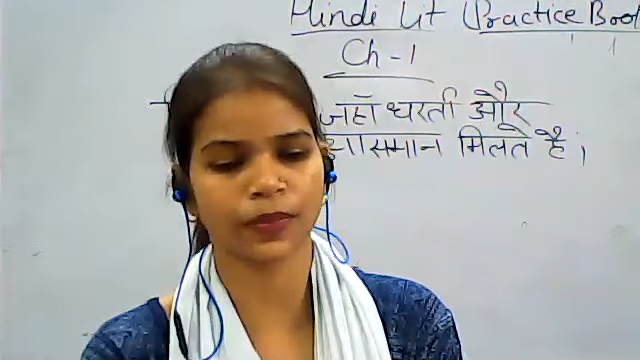 Hindi Lit (Practice Book
Ch-1
जहाँ धरती और
आसमान मिलते है।